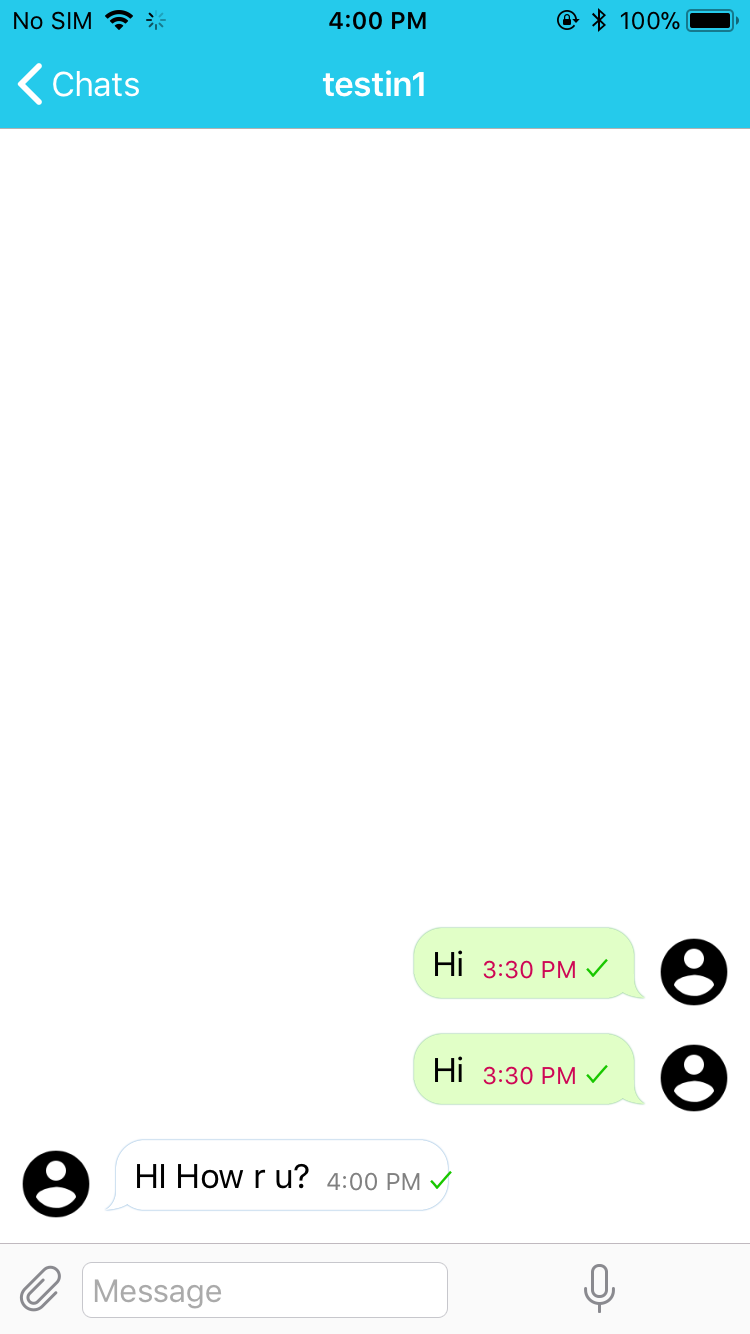 No SIM 4:00 PM 100%
Chats testin1
Hi 3:30 PM
Hi 3:30 PM
HI How r u? 4:00 PM
Message